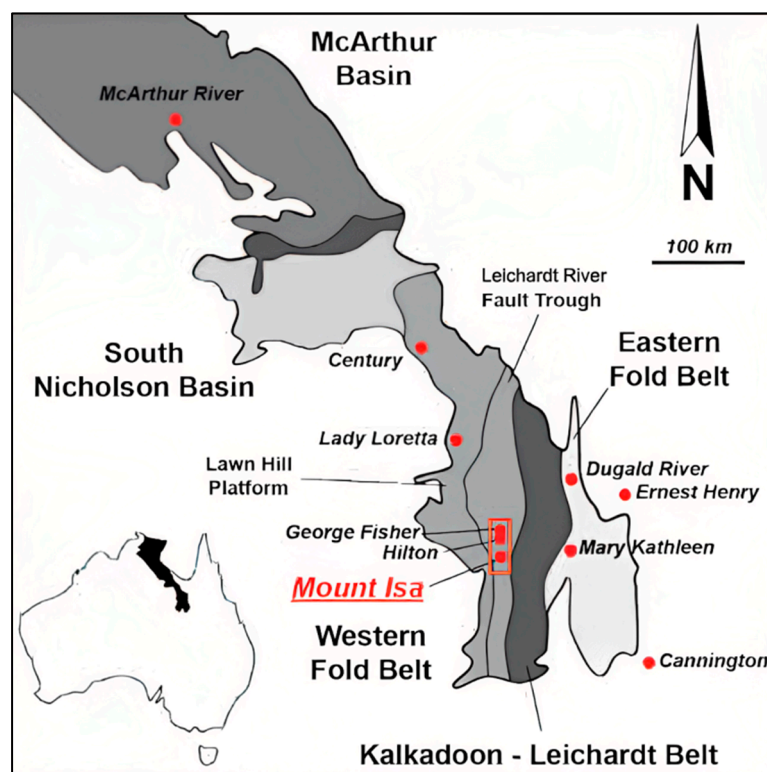 McArthur
Basin
McArthur River
N
100 km
Leichardt River
Fault Trough
South
Nicholson Basin
Century
Eastern
Fold Belt
Lady Loretta
Lawn Hill
Platform
Dugald River
Ernest Henry
George Fisher
Hilton
Mary Kathleen
Mount Isa
Western
Fold Belt
Cannington
Kalkadoon - Leichardt Belt